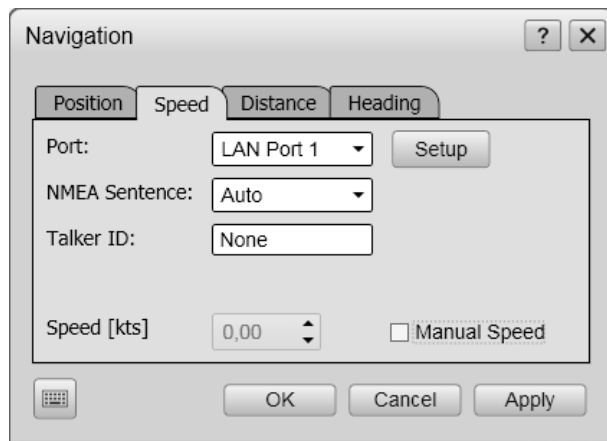 Navigation ?
Position Speed Distance Heading
Port: LAN Port 1 Setup
NMEA Sentence: Auto
Talker ID: None
Speed [kts] 0,00 Manual Speed
OK Cancel Apply